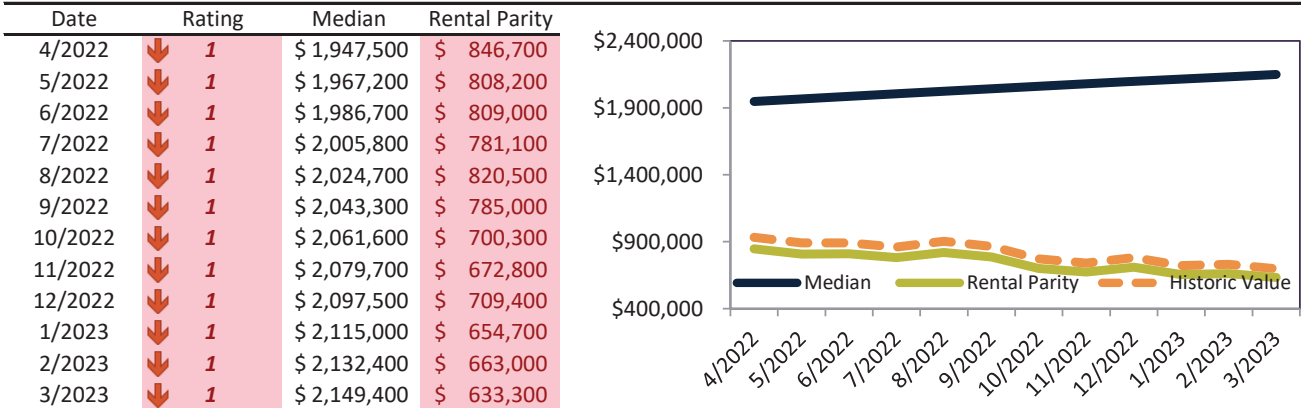 Date Rating Median Rental Parity
4/2022 1 $ 1,947,500 $ 846,700
5/2022 1 $ 1,967,200 $ 808,200
6/2022 1 $ 1,986,700 $ 809,000
7/2022 1 $ 2,005,800 $ 781,100
8/2022 1 $ 2,024,700 $ 820,500
9/2022 1 $ 2,043,300 $ 785,000
10/2022 1 $ 2,061,600 $ 700,300
11/2022 1 $ 2,079,700 $ 672,800
12/2022 1 $ 2,097,500 $ 709,400
1/2023 1 $ 2,115,000 $ 654,700
2/2023 1 $ 2,132,400 $ 663,000
3/2023 1 $ 2,149,400 $ 633,300
$2,400,000
$1,900,000
$1,400,000
$900,000
$400,000
Median Rental Parity Historic Value
4/2022 5/2022 6/2022 7/2022 8/2022 9/2022 10/2022 11/2022 12/2022 1/2023 2/2023 3/2023